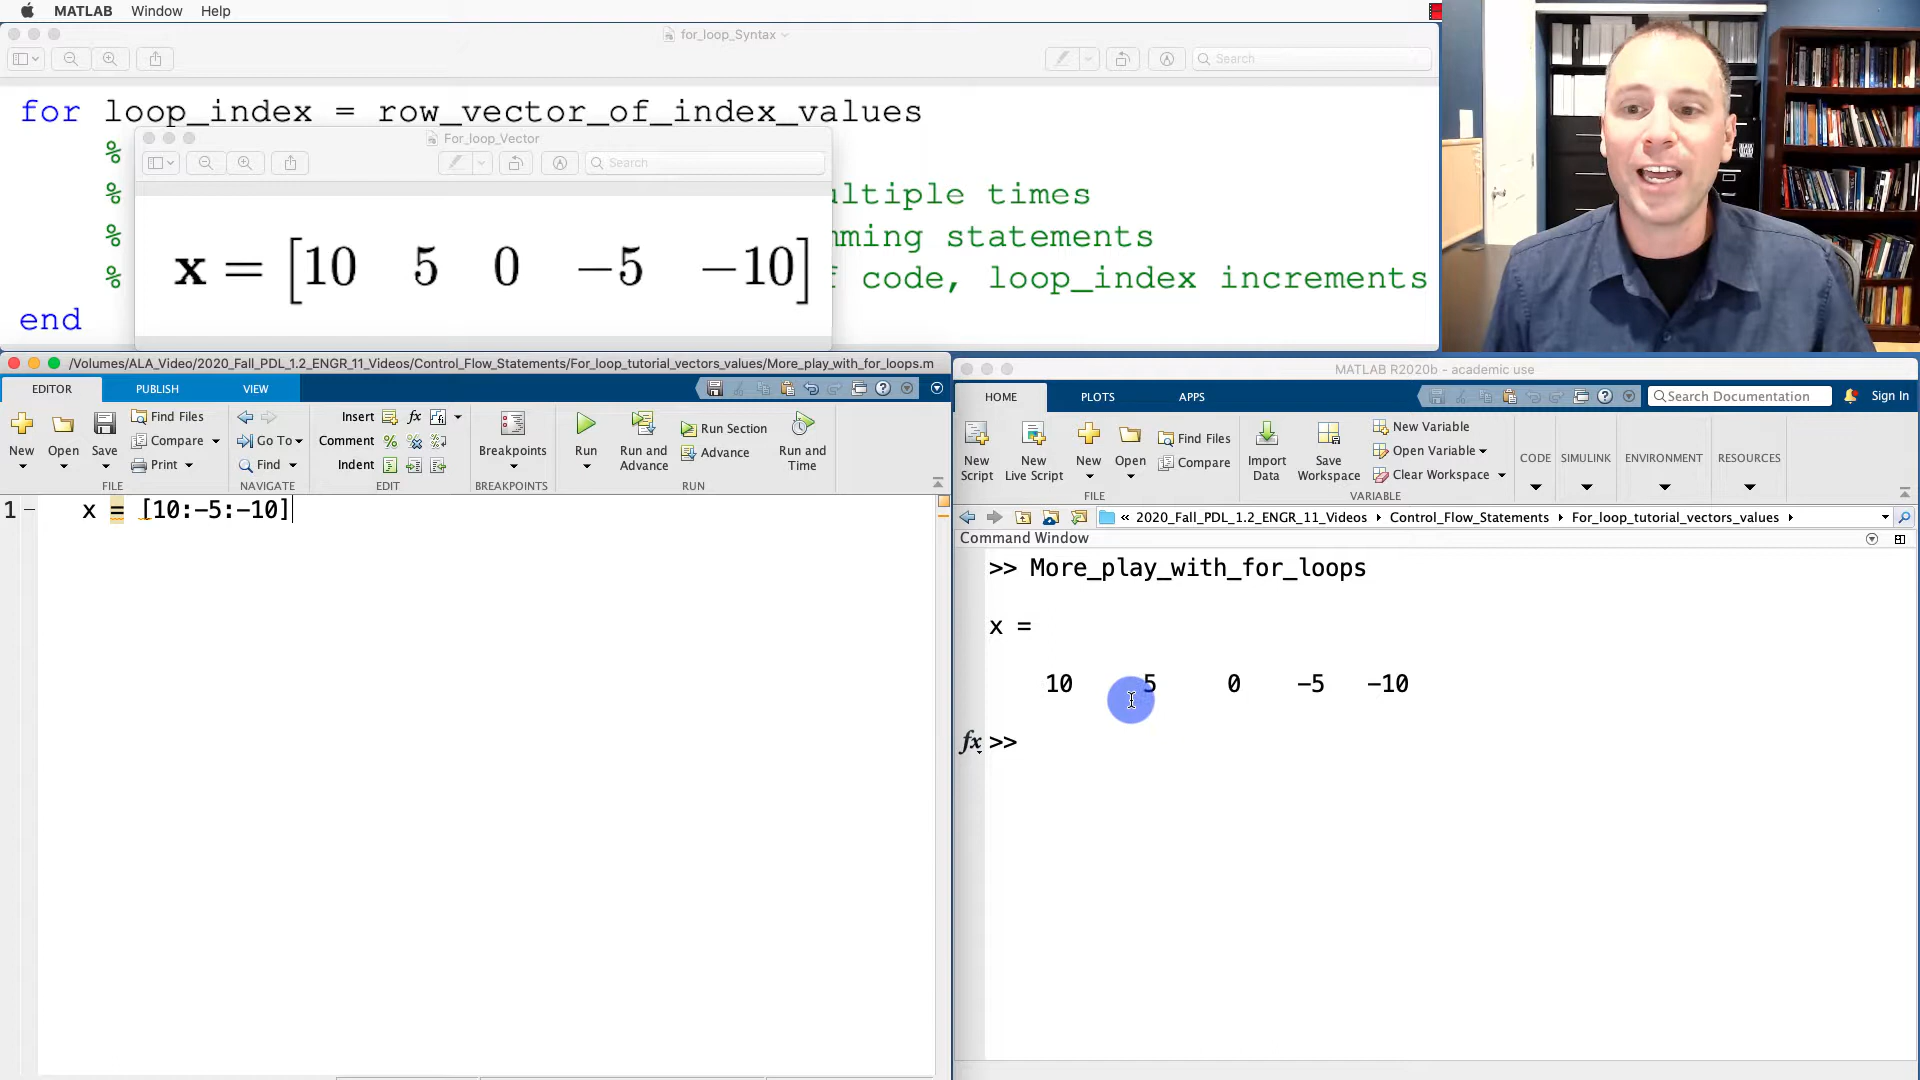 MATLAB Window Help
for_loop_Syntax
Search
for loop_index = row_vector_of_index_values
For_loop_Vector
%
Search
% ultiple times
% mming statements
x = [10 5 0 −5 −10]
% code, loop_index increments
end
/Volumes/ALA_Video/2020_Fall_PDL_1.2_ENGR_11_Videos/Control_Flow_Statements/For_loop_tutorial_vectors_values/More_play_with_for_loops.m
EDITOR PUBLISH VIEW
New Open Save
Find Files
Compare
Print
FILE
Go To
Find
NAVIGATE
Insert fx
Comment
Indent
EDIT
Breakpoints
BREAKPOINTS
Run
Run and Advance
Run Section
Advance
Run and Time
RUN
1 x = [10:-5:-10]
MATLAB R2020b - academic use
HOME PLOTS APPS
Search Documentation
Sign In
New Script
New Live Script
New
Open
Find Files
Compare
FILE
Import Data
Save Workspace
New Variable
Open Variable
Clear Workspace
VARIABLE
CODE
SIMULINK
ENVIRONMENT
RESOURCES
« 2020_Fall_PDL_1.2_ENGR_11_Videos Control_Flow_Statements For_loop_tutorial_vectors_values
Command Window
>> More_play_with_for_loops
x =
10 5 0 -5 -10
fx >>